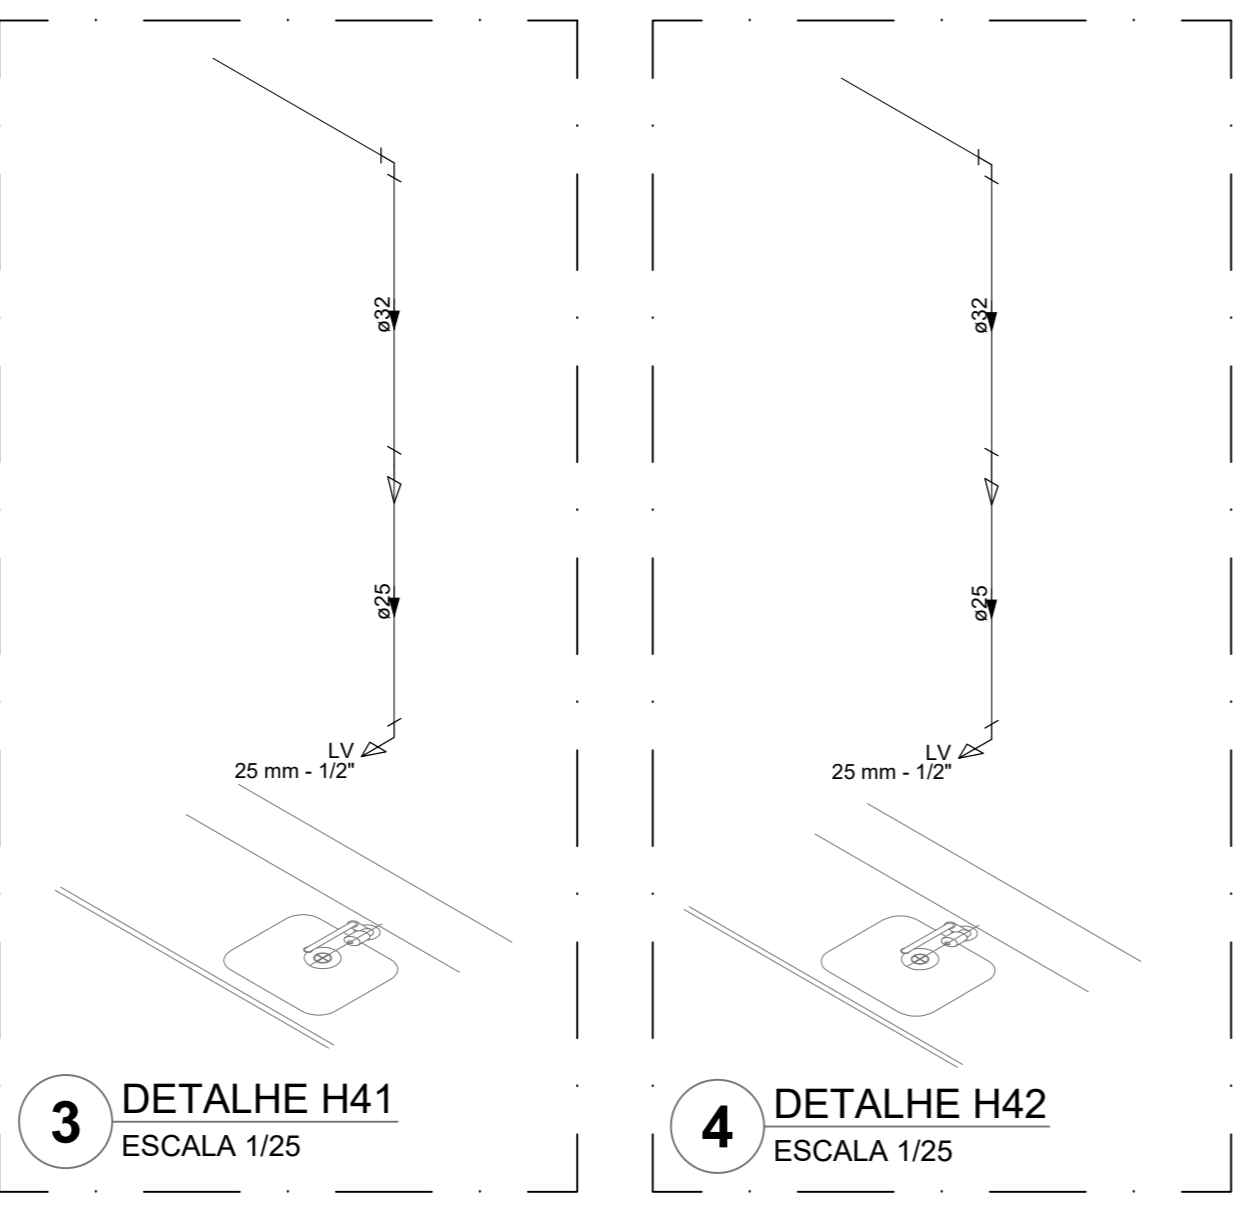 ø32
ø25
LV
25 mm - 1/2"
3
DETALHE H41
ESCALA 1/25
ø32
ø25
LV
25 mm - 1/2"
4
DETALHE H42
ESCALA 1/25